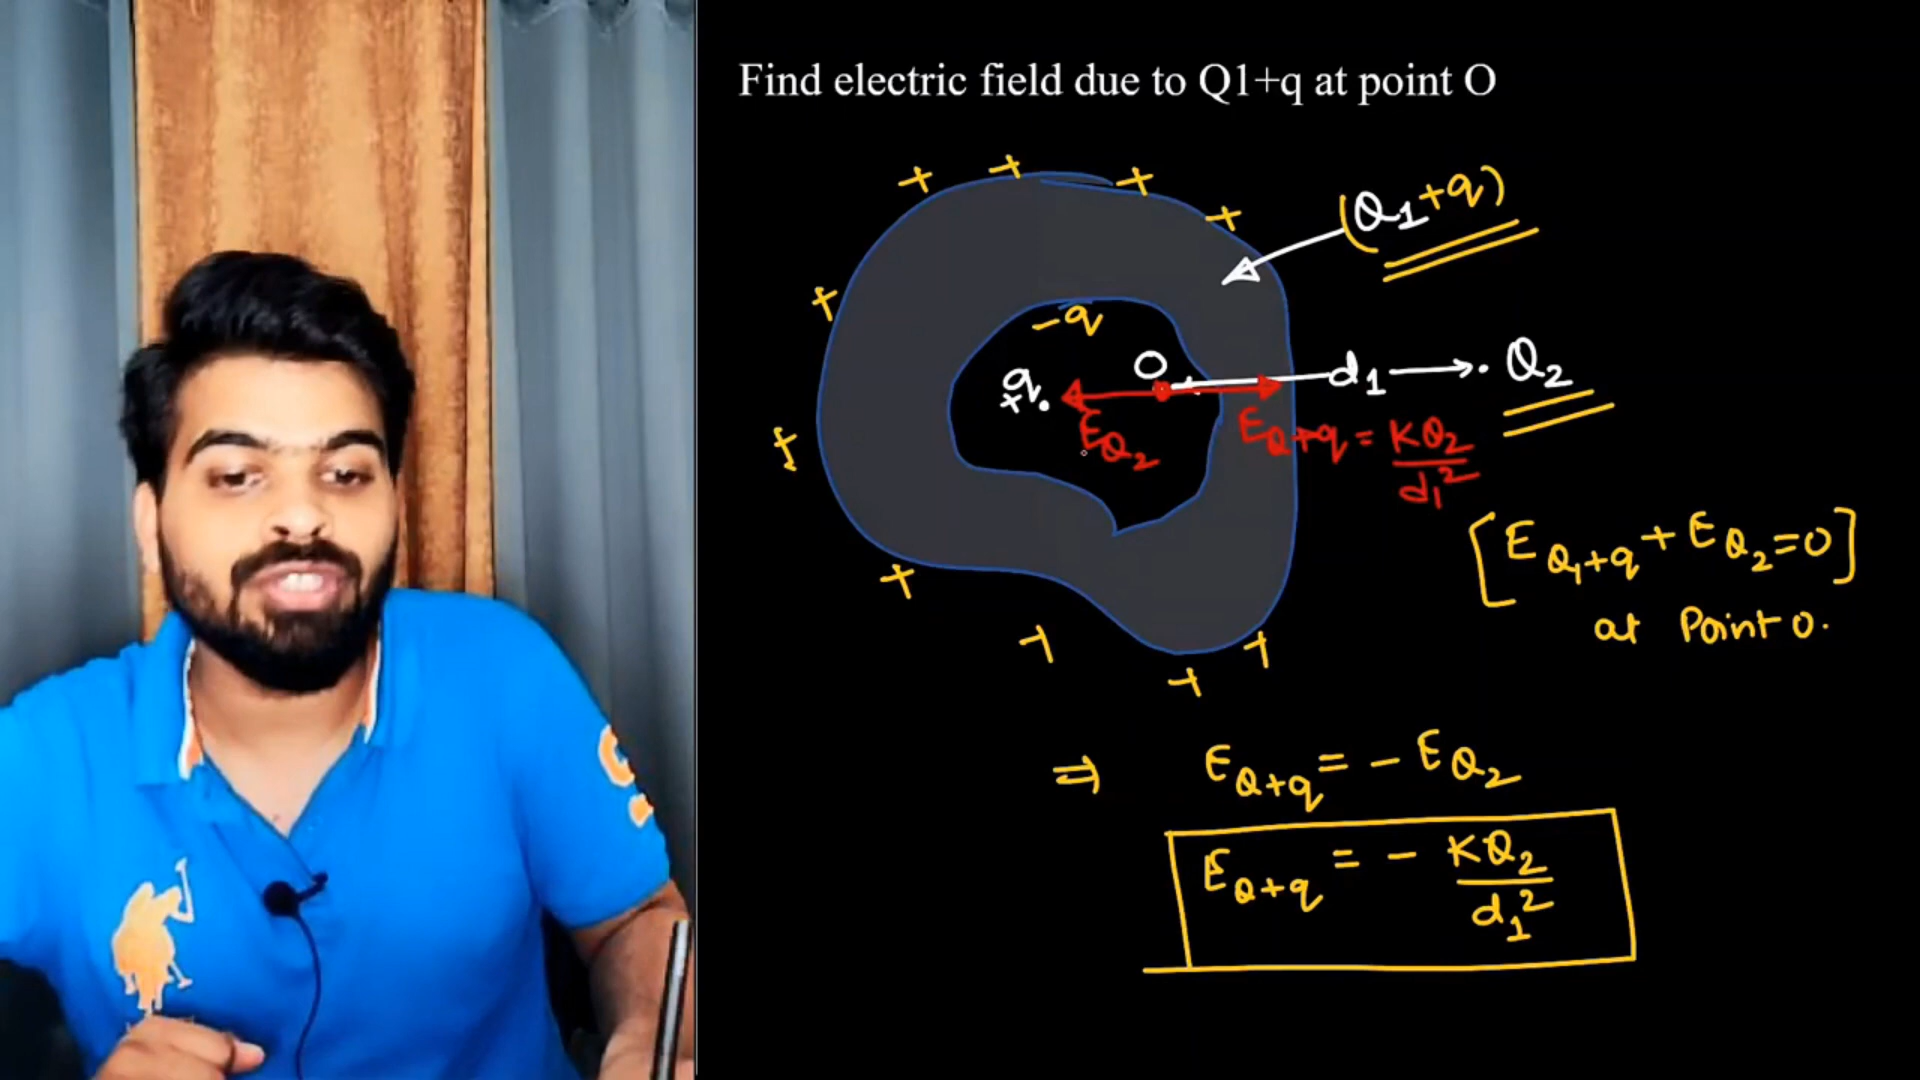 Find electric field due to Q1+q at point O
+ + + +
(Q1+q)
+
-q
O
q
+.
d1 → . Q2
EQ2
EQ+q = KQ2/d1²
+
[EQ1+q + EQ2 = 0]
at Point O.
+
+
+
+
⇒ EQ+q = - EQ2
EQ+q = - KQ2/d1²